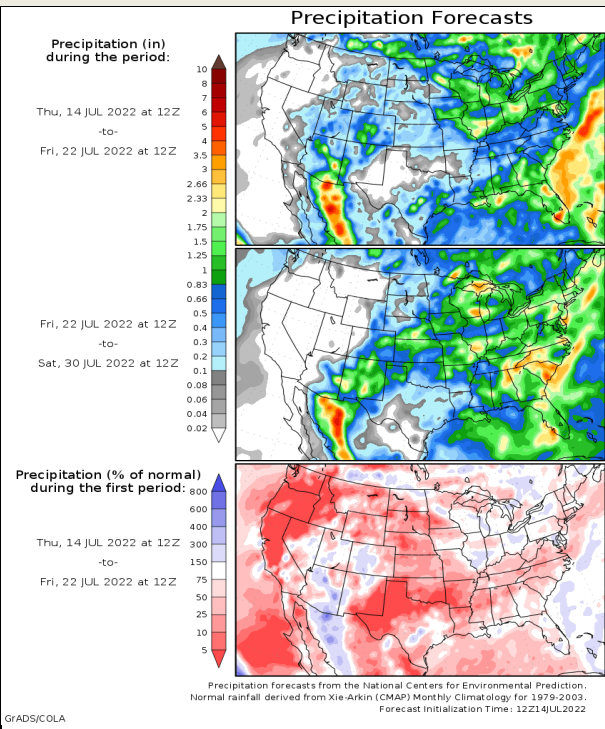 Precipitation Forecasts
Precipitation (in)
during the period:
Thu, 14 JUL 2022 at 12Z
-to-
Fri, 22 JUL 2022 at 12Z
10
8
7
6
5
4
3.5
3
2.66
2.33
2
1.75
1.5
1.25
1
0.83
0.66
0.5
0.4
0.3
0.2
0.1
0.08
0.06
0.04
0.02
Fri, 22 JUL 2022 at 12Z
-to-
Sat, 30 JUL 2022 at 12Z
Precipitation (% of normal)
during the first period:
Thu, 14 JUL 2022 at 12Z
-to-
Fri, 22 JUL 2022 at 12Z
800
600
400
300
150
75
50
25
10
5
Precipitation forecasts from the National Centers for Environmental Prediction.
Normal rainfall derived from Xie-Arkin (CMAP) Monthly Climatology for 1979-2003.
Forecast Initialization Time: 12Z14JUL2022
GrADS/COLA